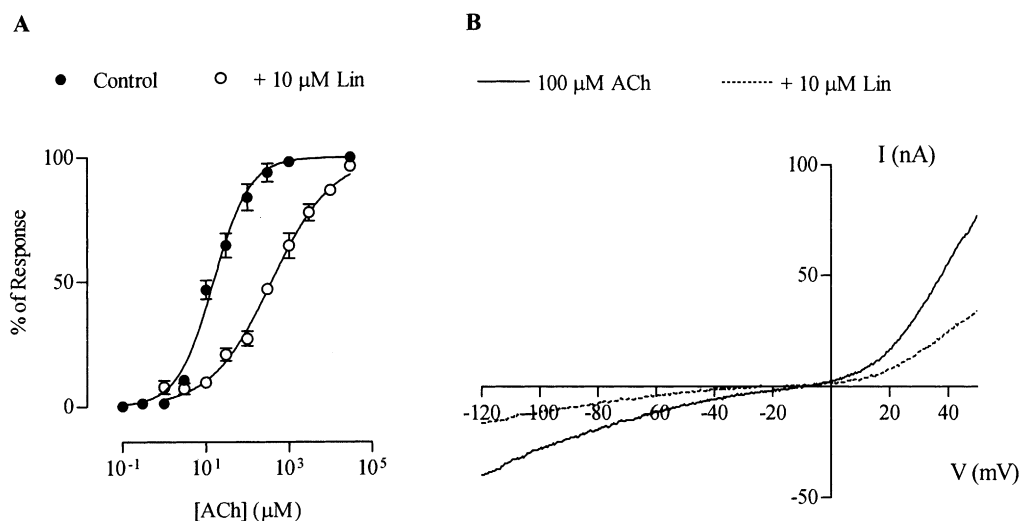 A
Control
+ 10 μM Lin
100
50
0
% of Response
10⁻¹
10¹
10³
10⁵
[ACh] (μM)
B
100 μM ACh
+ 10 μM Lin
I (nA)
100
50
-120
-100
-80
-60
-40
-20
20
40
V (mV)
-50